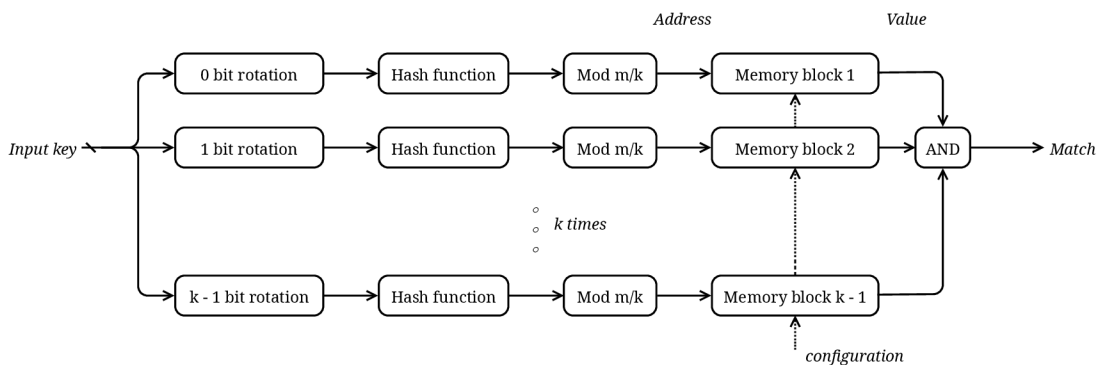 Address Value
0 bit rotation Hash function Mod m/k Memory block 1
Input key 1 bit rotation Hash function Mod m/k Memory block 2 AND Match
k times
k - 1 bit rotation Hash function Mod m/k Memory block k - 1
configuration